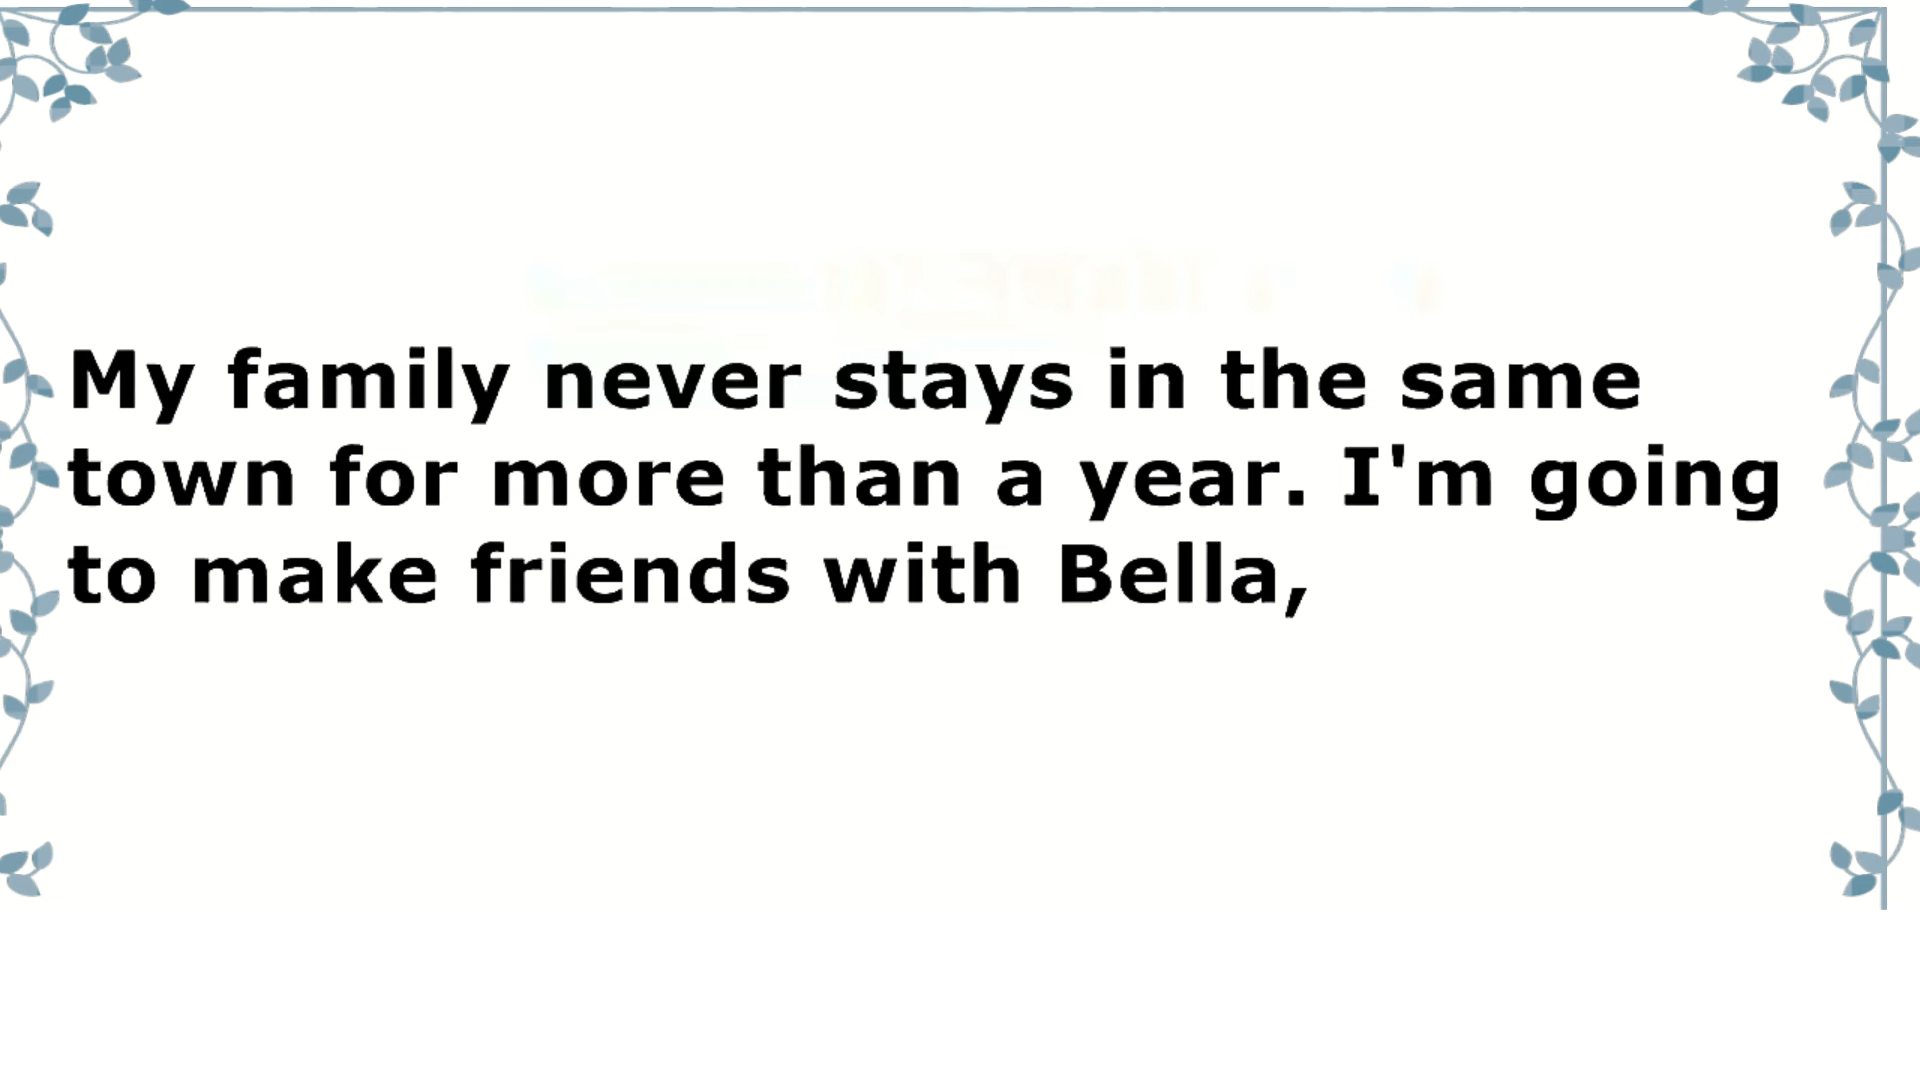 My family never stays in the same
town for more than a year. I'm going
to make friends with Bella,